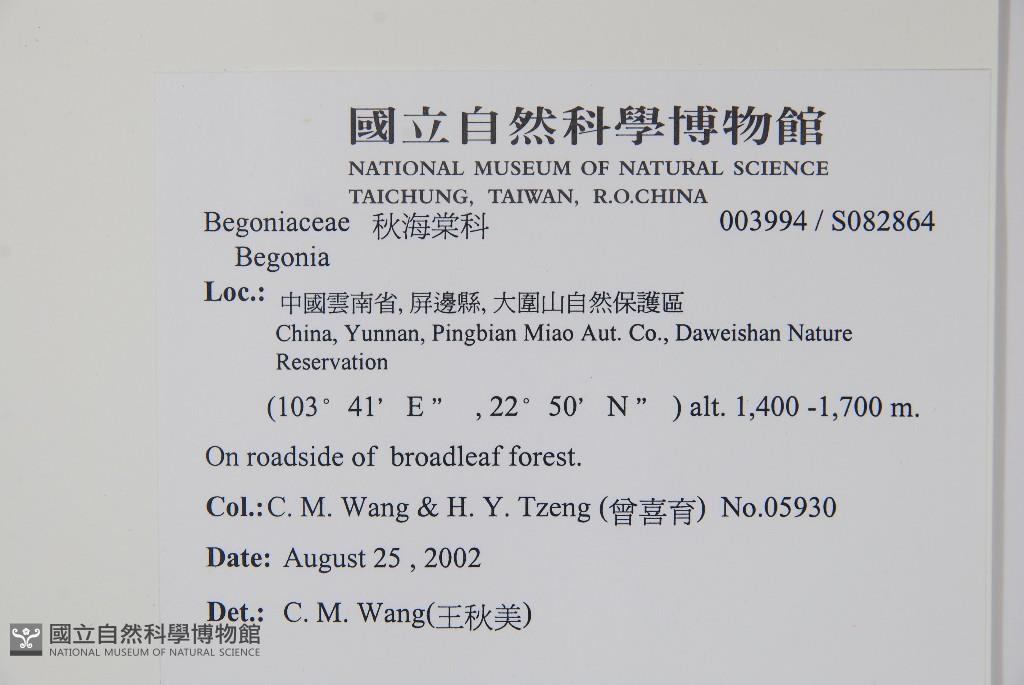 國立自然科學博物館
NATIONAL MUSEUM OF NATURAL SCIENCE
TAICHUNG, TAIWAN, R.O.CHINA
Begoniaceae 秋海棠科 003994 / S082864
Begonia
Loc.: 中國雲南省, 屏邊縣, 大圍山自然保護區
China, Yunnan, Pingbian Miao Aut. Co., Daweishan Nature
Reservation
(103° 41’ E ” , 22° 50’ N ” ) alt. 1,400 -1,700 m.
On roadside of broadleaf forest.
Col.: C. M. Wang & H. Y. Tzeng (曾喜育) No.05930
Date: August 25 , 2002
Det.: C. M. Wang(王秋美)
國立自然科學博物館
NATIONAL MUSEUM OF NATURAL SCIENCE